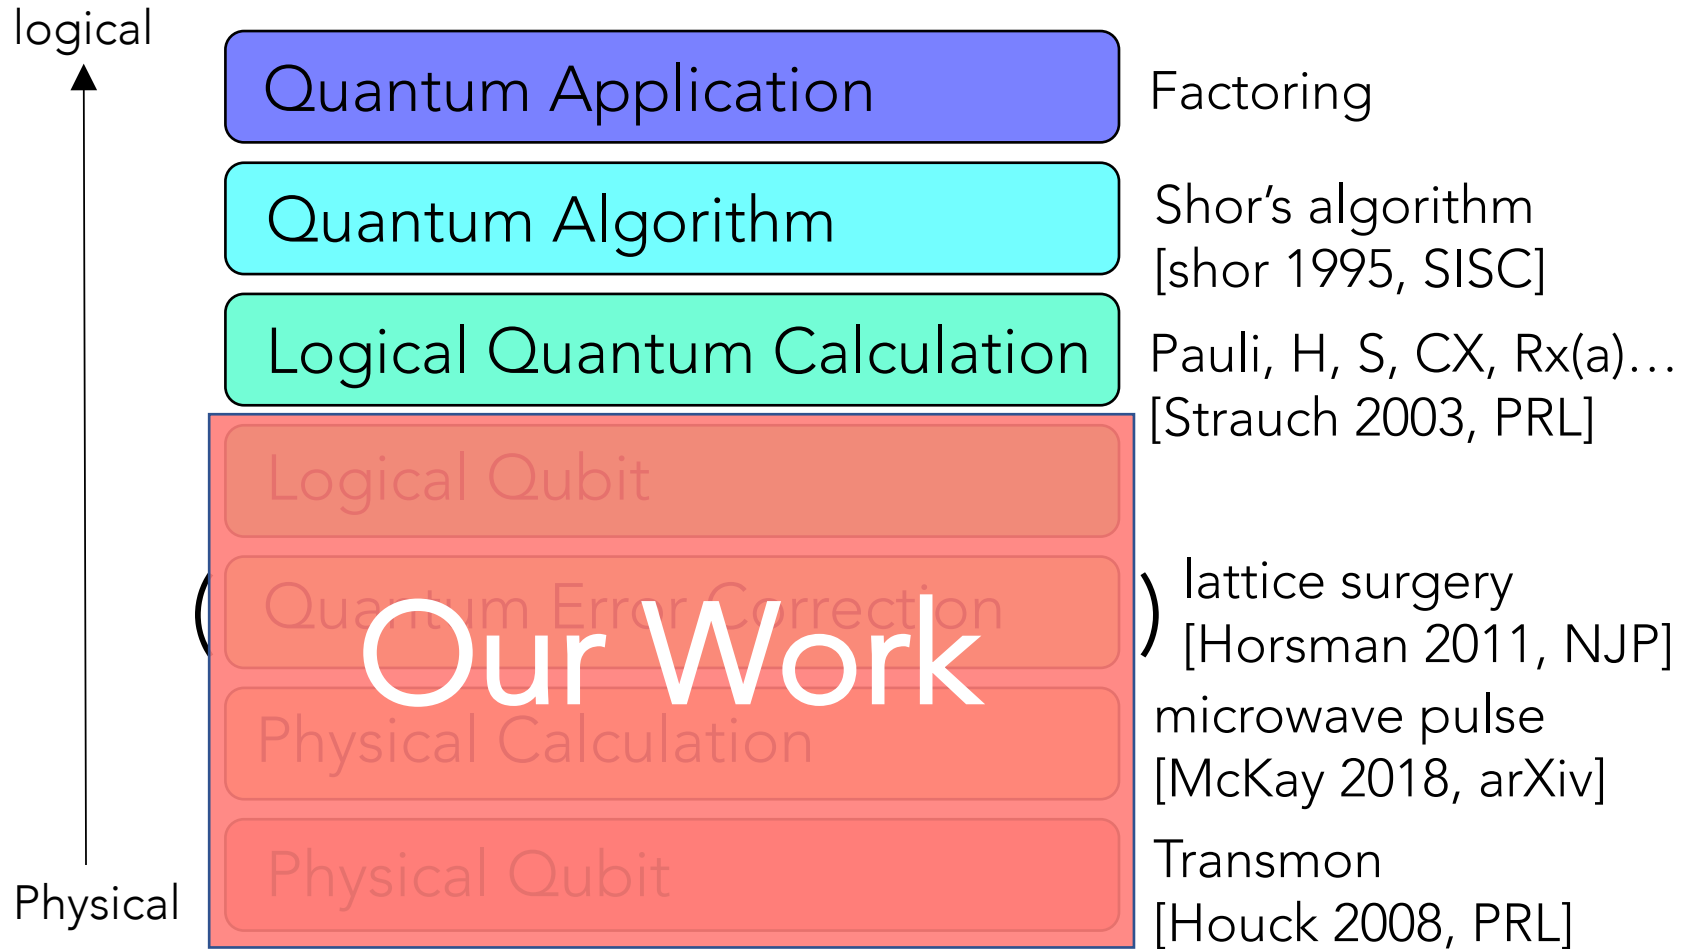 logical
Quantum Application
Factoring
Quantum Algorithm
Shor’s algorithm
[shor 1995, SISC]
Logical Quantum Calculation
Pauli, H, S, CX, Rx(a)…
[Strauch 2003, PRL]
Logical Qubit
( Quantum Error Correction )
lattice surgery
[Horsman 2011, NJP]
Our Work
Physical Calculation
microwave pulse
[McKay 2018, arXiv]
Physical Qubit
Transmon
[Houck 2008, PRL]
Physical